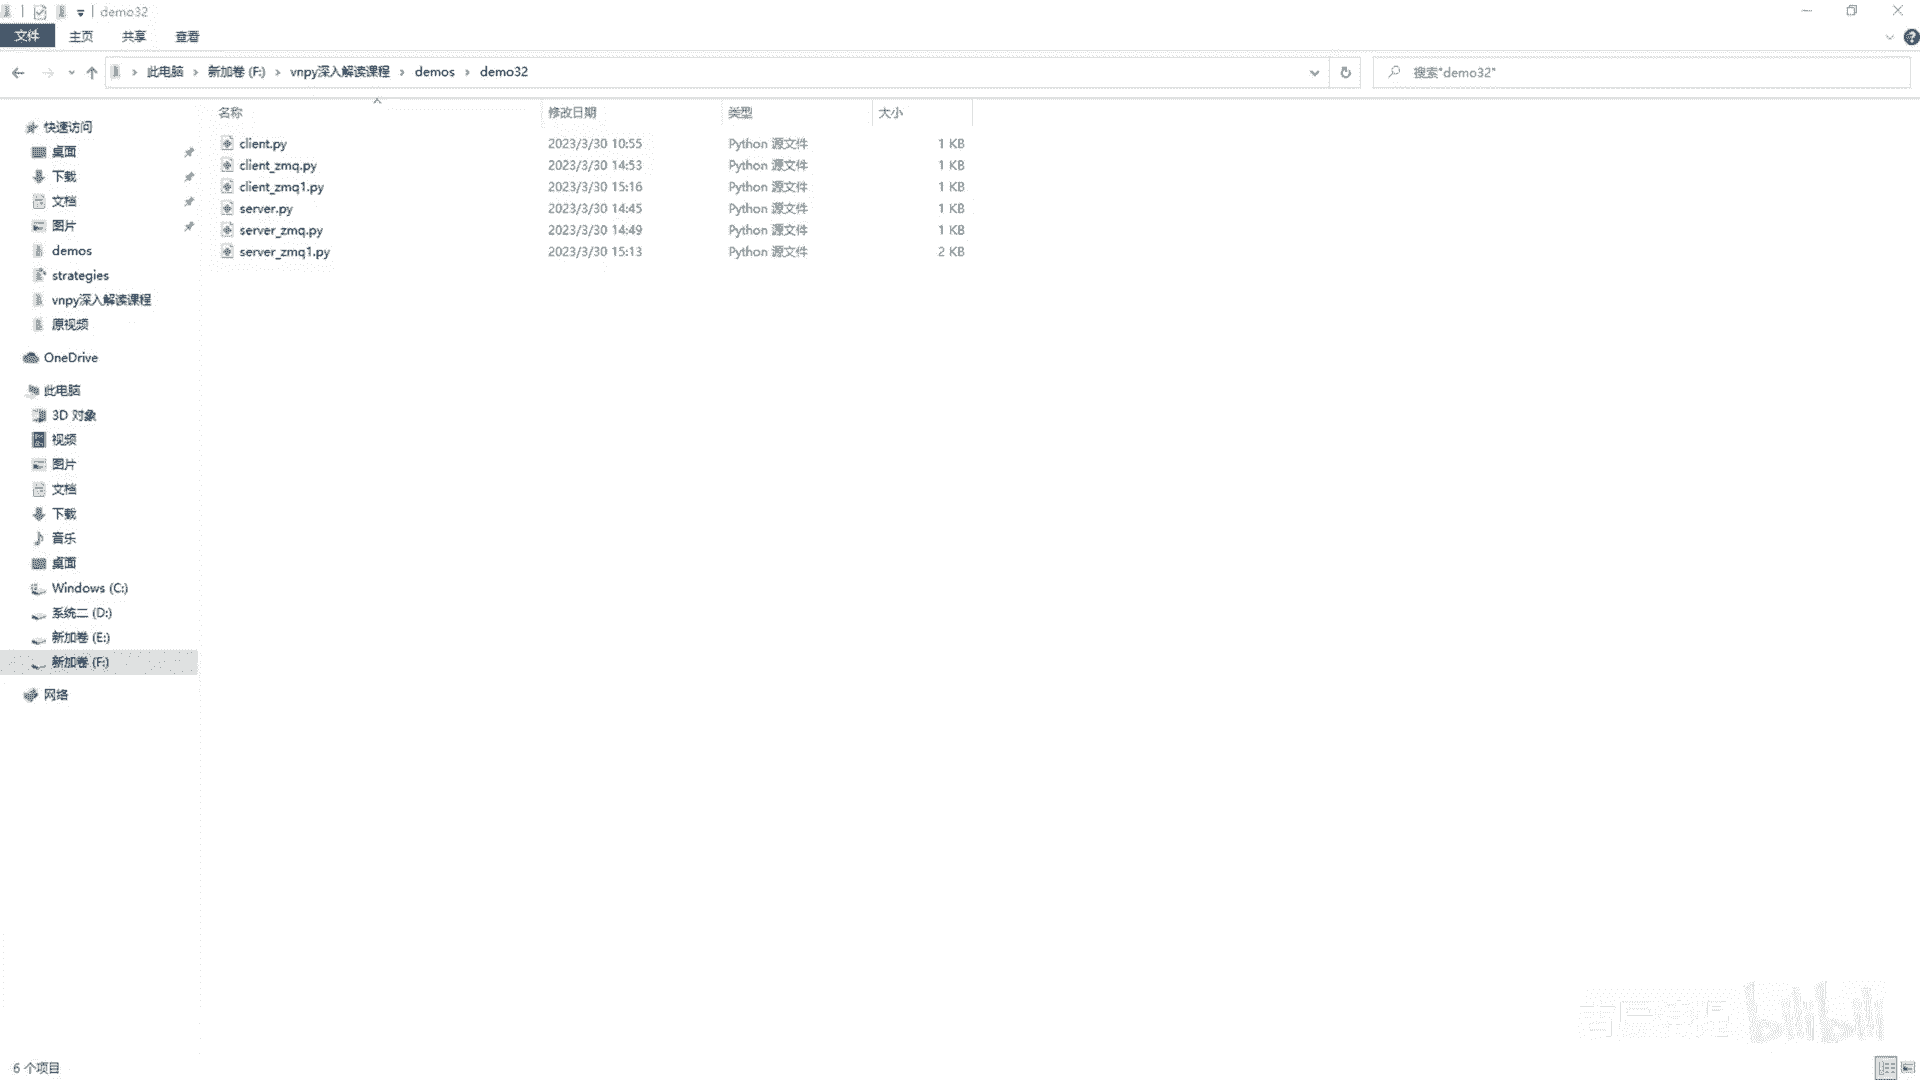 demo32
文件 主页 共享 查看
此电脑 新加卷 (F:) vnpy深入解读课程 demos demo32
搜索"demo32"
名称 修改日期 类型 大小
client.py 2023/3/30 10:55 Python 源文件 1 KB
client_zmq.py 2023/3/30 14:53 Python 源文件 1 KB
client_zmq1.py 2023/3/30 15:16 Python 源文件 1 KB
server.py 2023/3/30 14:45 Python 源文件 1 KB
server_zmq.py 2023/3/30 14:49 Python 源文件 1 KB
server_zmq1.py 2023/3/30 15:13 Python 源文件 2 KB
快速访问
桌面
下载
文档
图片
demos
strategies
vnpy深入解读课程
原视频
OneDrive
此电脑
3D 对象
视频
图片
文档
下载
音乐
桌面
Windows (C:)
系统二 (D:)
新加卷 (E:)
新加卷 (F:)
网络
bilibili
6 个项目